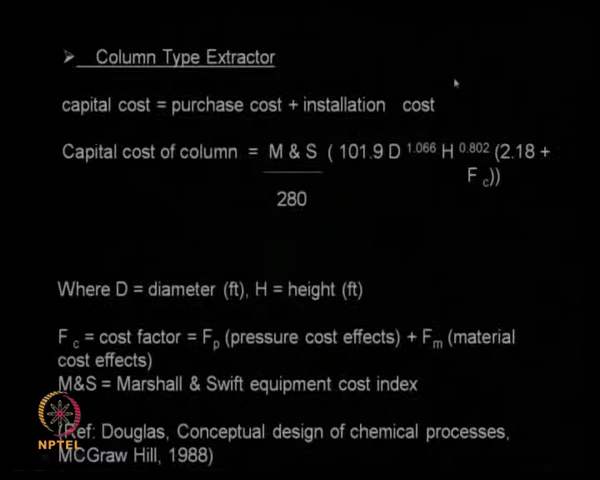 ➤ Column Type Extractor
capital cost = purchase cost + installation cost
Capital cost of column = M & S ( 101.9 D 1.066 H 0.802 (2.18 +
F c))
280
Where D = diameter (ft), H = height (ft)
F c = cost factor = Fp (pressure cost effects) + Fm (material
cost effects)
M&S = Marshall & Swift equipment cost index
(Ref: Douglas, Conceptual design of chemical processes,
MCGraw Hill, 1988)
NPTEL